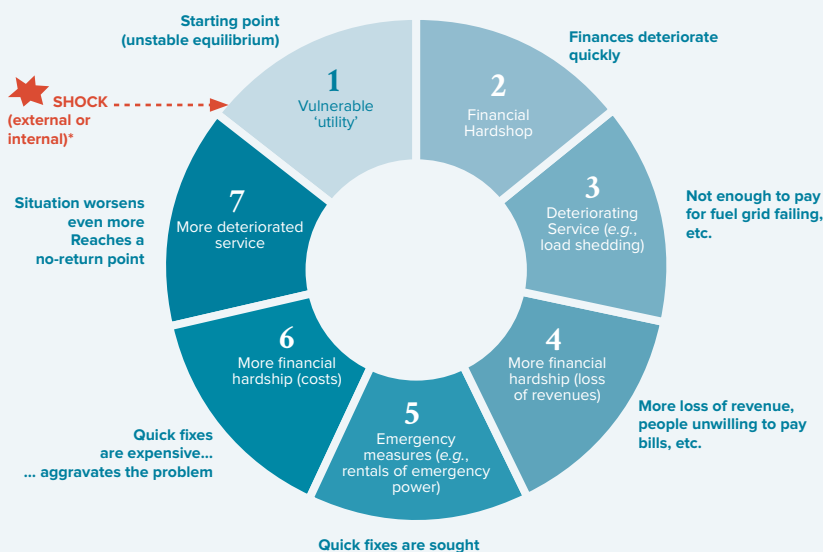 Starting point
(unstable equilibrium)
SHOCK
(external or
internal)*
1
Vulnerable
‘utility’
Finances deteriorate
quickly
2
Financial
Hardshop
Not enough to pay
for fuel grid failing,
etc.
3
Deteriorating
Service (e.g.,
load shedding)
More loss of revenue,
people unwilling to pay
bills, etc.
4
More financial
hardship (loss
of revenues)
5
Emergency
measures (e.g.,
rentals of emergency
power)
Quick fixes are sought
6
More financial
hardship (costs)
Quick fixes
are expensive...
... aggravates the problem
7
More deteriorated
service
Situation worsens
even more
Reaches a
no-return point